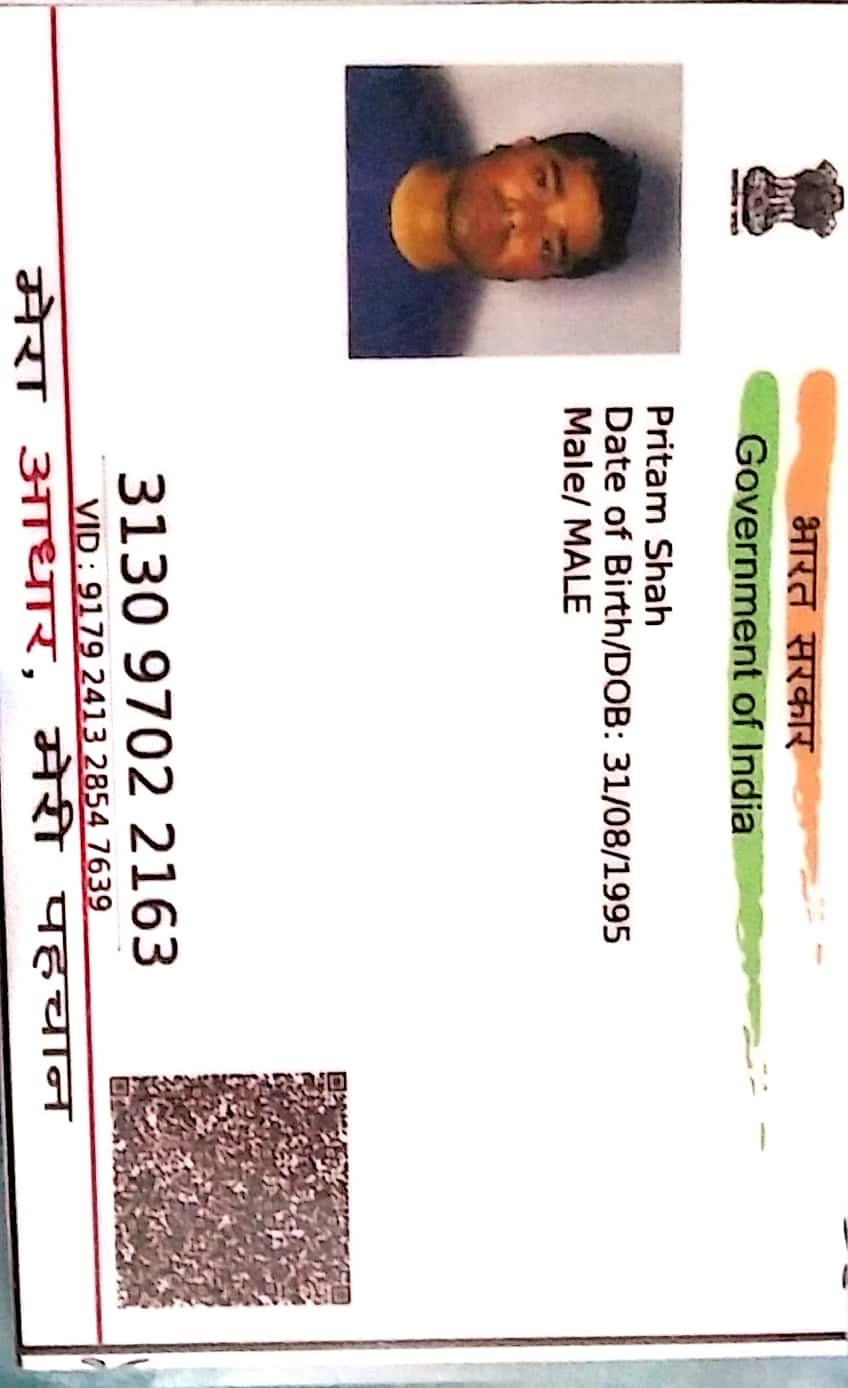 भारत सरकार
Government of India
Pritam Shah
Date of Birth/DOB: 31/08/1995
Male/ MALE
3130 9702 2163
VID : 9179 2413 2854 7639
मेरा आधार, मेरी पहचान